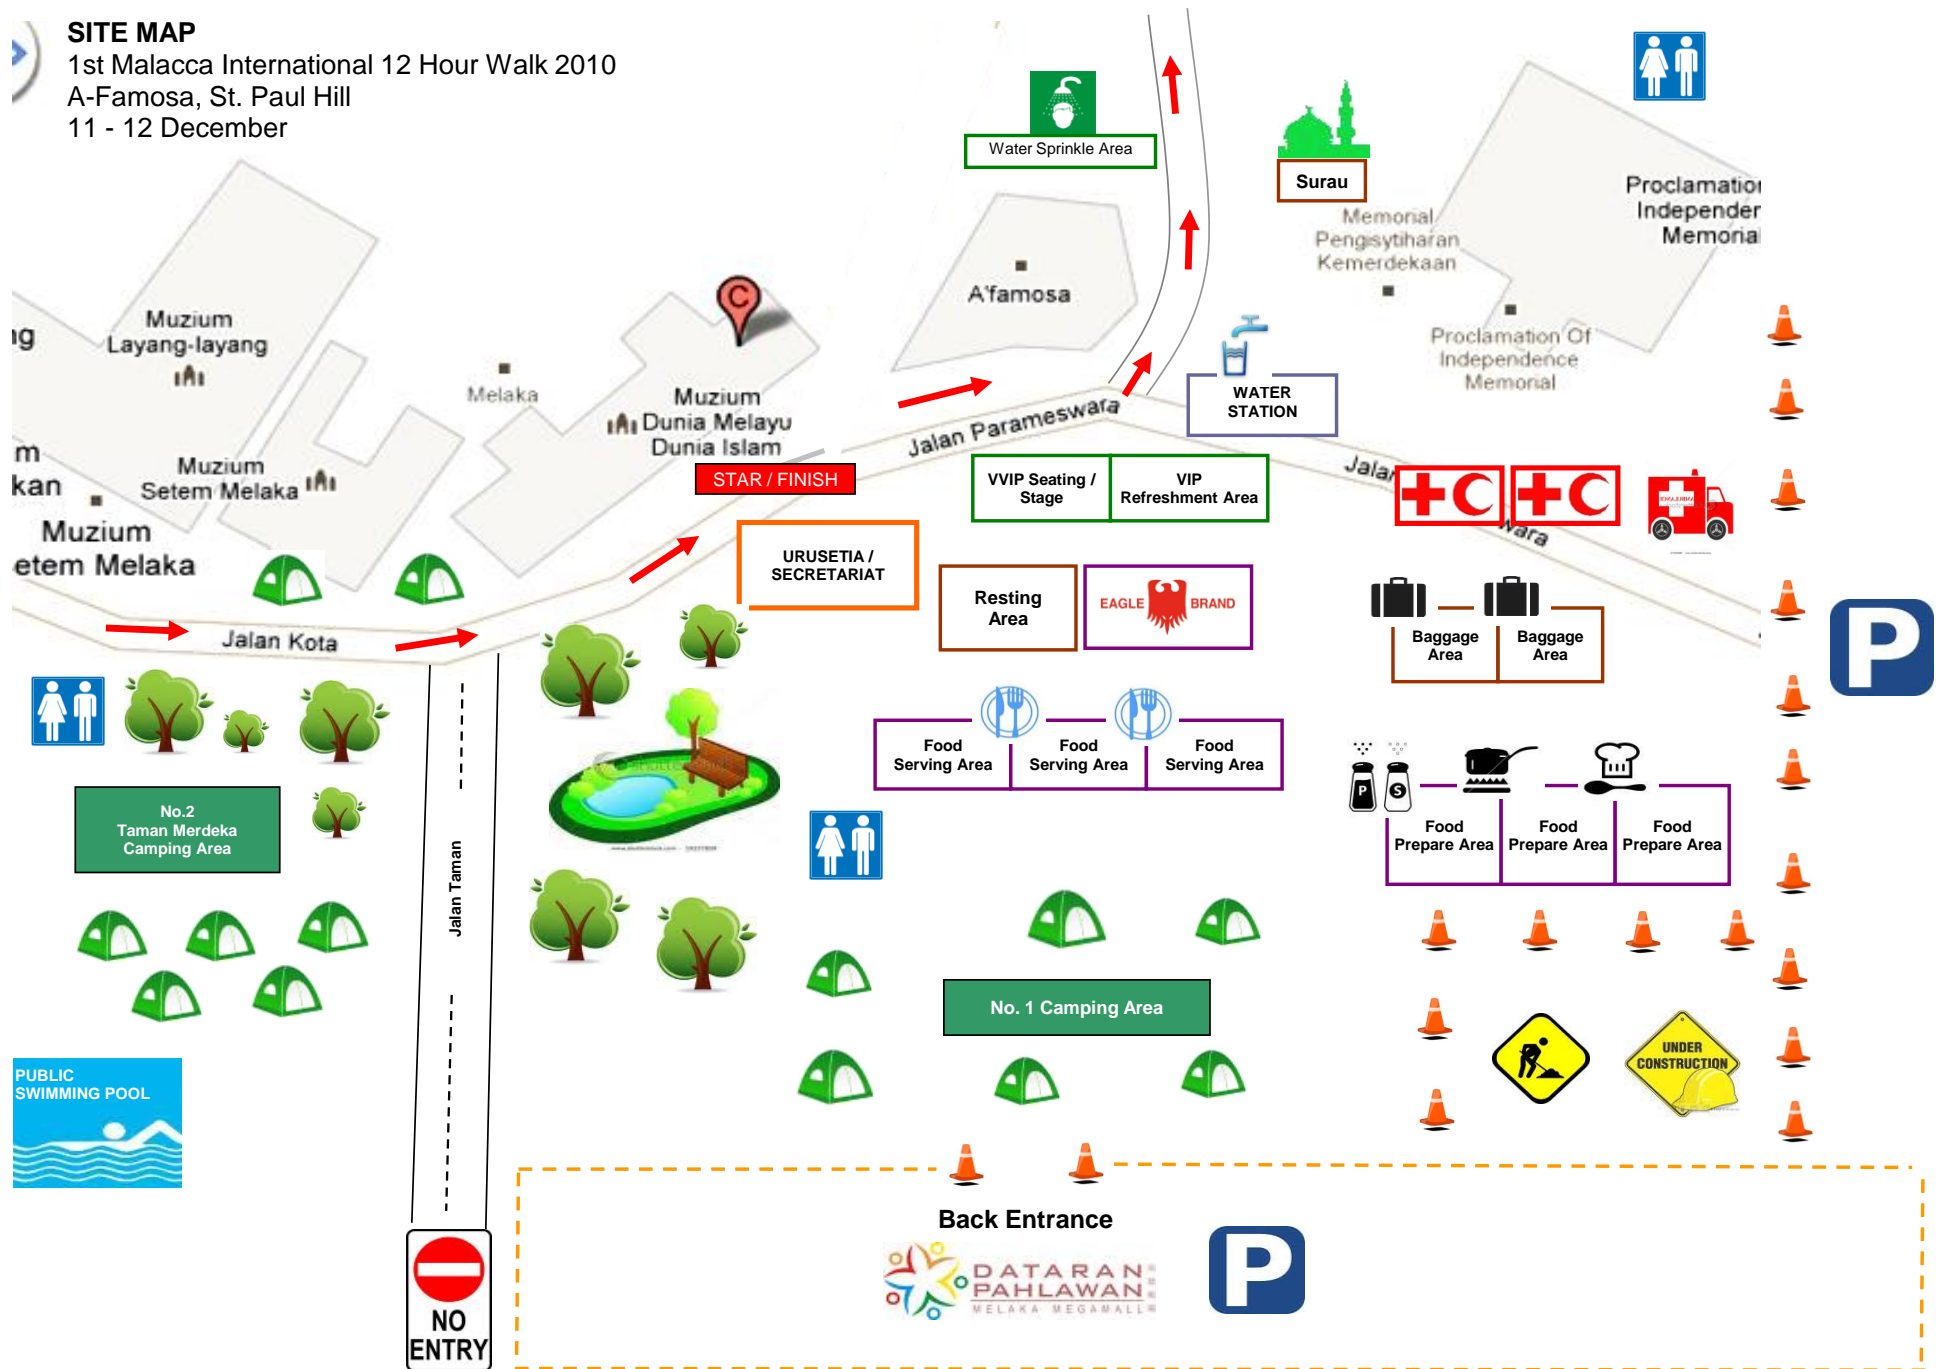 SITE MAP
1st Malacca International 12 Hour Walk 2010
A-Famosa, St. Paul Hill
11 - 12 December
Water Sprinkle Area
Surau
Proclamation
Independen
Memorial
Memorial
Pengisytiharan
Kemerdekaan
A'famosa
C
Muzium
Layang-layang
ng
Melaka
Proclamation Of
Independence
Memorial
Muzium
Dunia Melayu
Dunia Islam
WATER
STATION
Jalan Parameswara
m
kan
Muzium
Setem Melaka
STAR / FINISH
VVIP Seating /
Stage
VIP
Refreshment Area
Jalan
wara
Muzium
etem Melaka
URUSETIA /
SECRETARIAT
Resting
Area
EAGLE BRAND
Baggage
Area
Baggage
Area
P
Jalan Kota
Food
Serving Area
Food
Serving Area
Food
Serving Area
P S
No.2
Taman Merdeka
Camping Area
Food
Prepare Area
Food
Prepare Area
Food
Prepare Area
Jalan Taman
No. 1 Camping Area
UNDER
CONSTRUCTION
PUBLIC
SWIMMING POOL
Back Entrance
DATARAN
PAHLAWAN
MELAKA MEGAMALL
P
NO
ENTRY